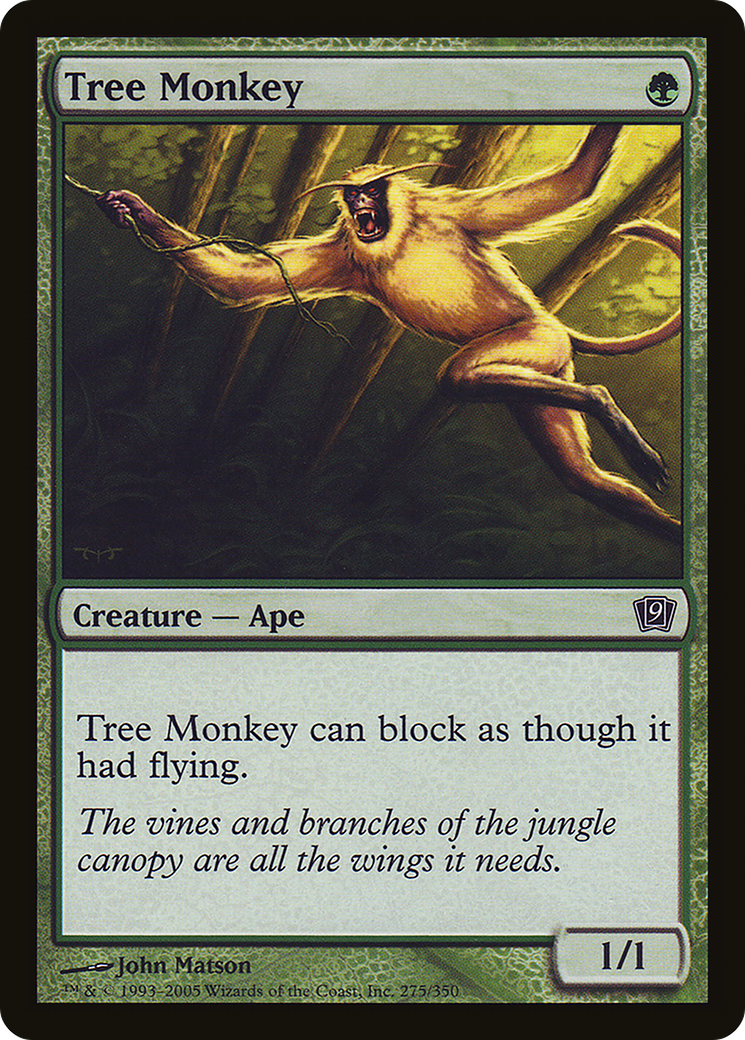 Tree Monkey
Creature — Ape
9
Tree Monkey can block as though it
had flying.
The vines and branches of the jungle
canopy are all the wings it needs.
1/1
John Matson
™ & © 1993–2005 Wizards of the Coast, Inc. 275/350